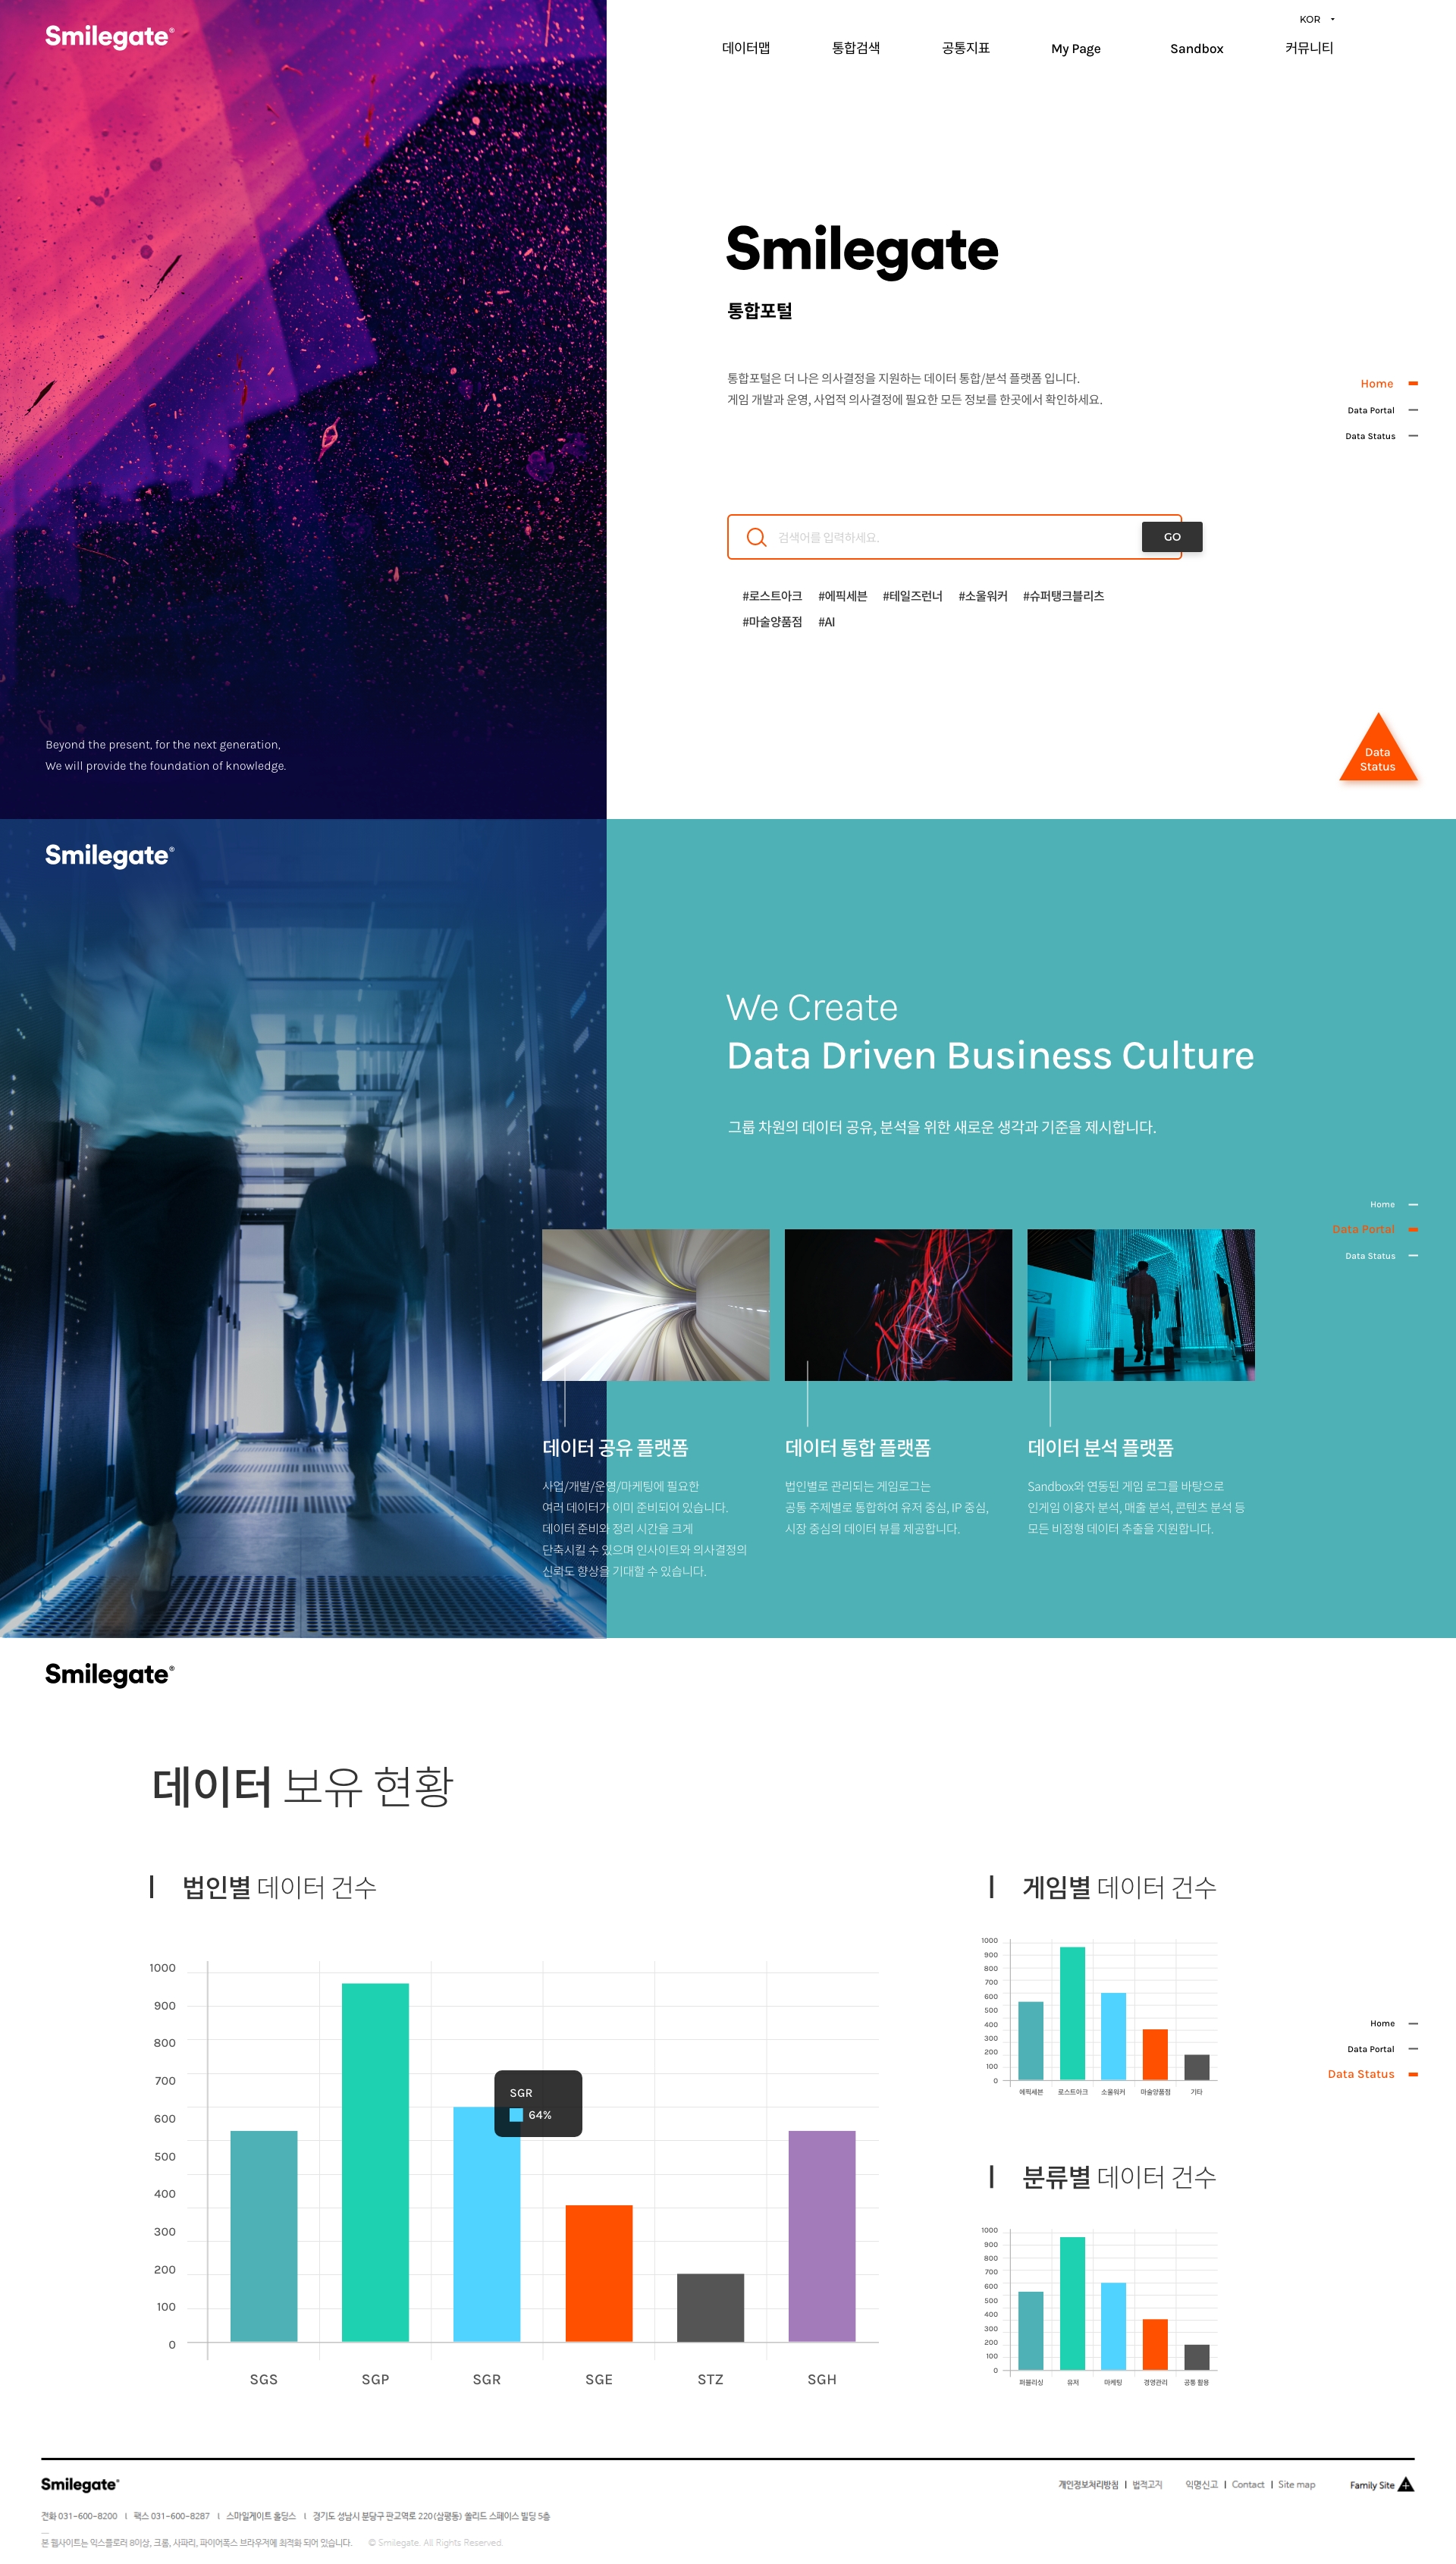 Smilegate®
KOR
데이터맵 통합검색 공통지표 My Page Sandbox 커뮤니티
Smilegate
통합포털
통합포털은 더 나은 의사결정을 지원하는 데이터 통합/분석 플랫폼 입니다.
게임 개발과 운영, 사업적 의사결정에 필요한 모든 정보를 한곳에서 확인하세요.
Home
Data Portal
Data Status
검색어를 입력하세요.
GO
#로스트아크 #에픽세븐 #테일즈런너 #소울워커 #슈퍼탱크블리츠
#마술양품점 #AI
Beyond the present, for the next generation,
We will provide the foundation of knowledge.
Data
Status
Smilegate®
We Create
Data Driven Business Culture
그룹 차원의 데이터 공유, 분석을 위한 새로운 생각과 기준을 제시합니다.
Home
Data Portal
Data Status
데이터 공유 플랫폼
사업/개발/운영/마케팅에 필요한
여러 데이터가 이미 준비되어 있습니다.
데이터 준비와 정리 시간을 크게
단축시킬 수 있으며 인사이트와 의사결정의
신뢰도 향상을 기대할 수 있습니다.
데이터 통합 플랫폼
법인별로 관리되는 게임로그는
공통 주제별로 통합하여 유저 중심, IP 중심,
시장 중심의 데이터 뷰를 제공합니다.
데이터 분석 플랫폼
Sandbox와 연동된 게임 로그를 바탕으로
인게임 이용자 분석, 매출 분석, 콘텐츠 분석 등
모든 비정형 데이터 추출을 지원합니다.
Smilegate®
데이터 보유 현황
법인별 데이터 건수
1000
900
800
700
600
500
400
300
200
100
0
SGR
64%
SGS SGP SGR SGE STZ SGH
게임별 데이터 건수
1000
900
800
700
600
500
400
300
200
100
0
에픽세븐 로스트아크 소울워커 마술양품점 기타
Home
Data Portal
Data Status
분류별 데이터 건수
1000
900
800
700
600
500
400
300
200
100
0
퍼블리싱 유저 마케팅 경영관리 공통 활용
Smilegate®
개인정보처리방침 | 법적고지 익명신고 | Contact | Site map Family Site
전화 031-600-8200 | 팩스 031-600-8287 | 스마일게이트 홀딩스 | 경기도 성남시 분당구 판교역로 220(삼평동) 쏠리드 스페이스 빌딩 5층
본 웹사이트는 익스플로러 8이상, 크롬, 사파리, 파이어폭스 브라우져에 최적화 되어 있습니다. © Smilegate. All Rights Reserved.